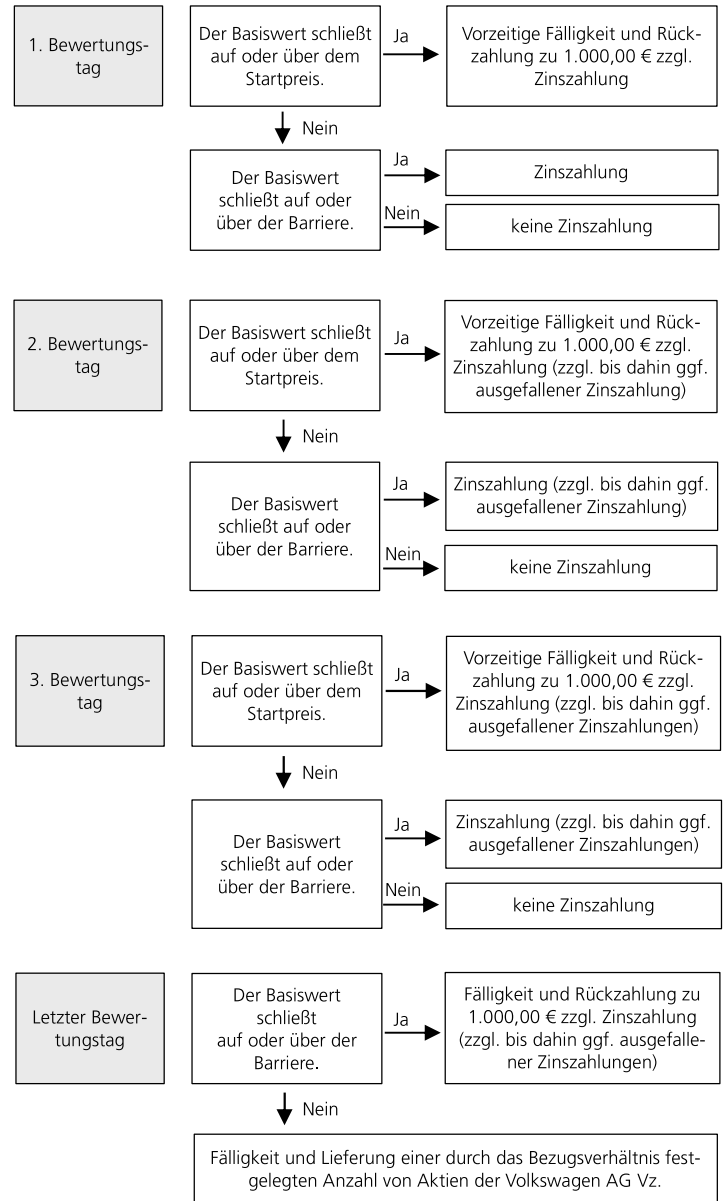 1. Bewertungs-
tag
Der Basiswert schließt
auf oder über dem
Startpreis.
Ja
Vorzeitige Fälligkeit und Rück-
zahlung zu 1.000,00 € zzgl.
Zinszahlung
Nein
Der Basiswert
schließt auf oder
über der Barriere.
Ja
Zinszahlung
Nein
keine Zinszahlung
2. Bewertungs-
tag
Der Basiswert schließt
auf oder über dem
Startpreis.
Ja
Vorzeitige Fälligkeit und Rück-
zahlung zu 1.000,00 € zzgl.
Zinszahlung (zzgl. bis dahin ggf.
ausgefallener Zinszahlung)
Nein
Der Basiswert
schließt auf oder
über der Barriere.
Ja
Zinszahlung (zzgl. bis dahin ggf.
ausgefallener Zinszahlung)
Nein
keine Zinszahlung
3. Bewertungs-
tag
Der Basiswert schließt
auf oder über dem
Startpreis.
Ja
Vorzeitige Fälligkeit und Rück-
zahlung zu 1.000,00 € zzgl.
Zinszahlung (zzgl. bis dahin ggf.
ausgefallener Zinszahlungen)
Nein
Der Basiswert
schließt auf oder
über der Barriere.
Ja
Zinszahlung (zzgl. bis dahin ggf.
ausgefallener Zinszahlungen)
Nein
keine Zinszahlung
Letzter Bewer-
tungstag
Der Basiswert
schließt
auf oder über der
Barriere.
Ja
Fälligkeit und Rückzahlung zu
1.000,00 € zzgl. Zinszahlung
(zzgl. bis dahin ggf. ausgefalle-
ner Zinszahlungen)
Nein
Fälligkeit und Lieferung einer durch das Bezugsverhältnis fest-
gelegten Anzahl von Aktien der Volkswagen AG Vz.